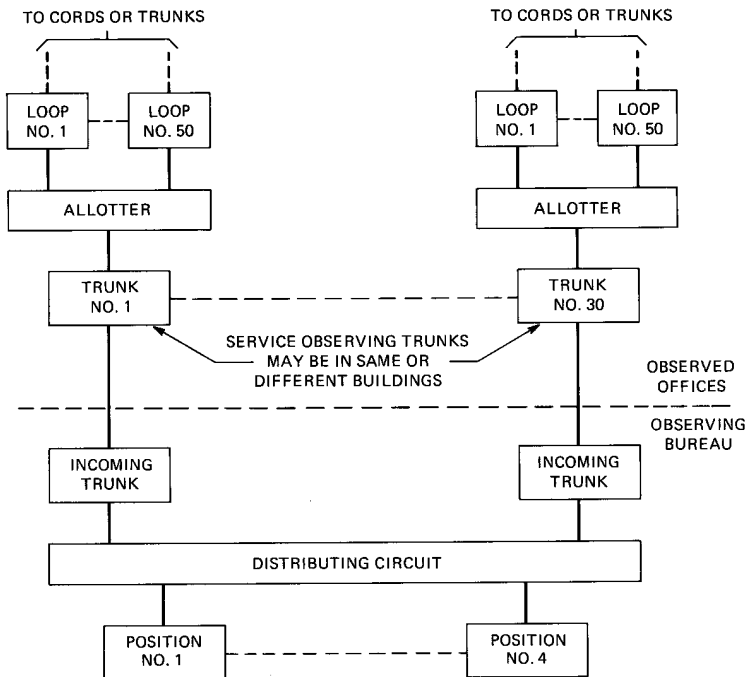 TO CORDS OR TRUNKS
TO CORDS OR TRUNKS
LOOP
NO. 1
LOOP
NO. 50
LOOP
NO. 1
LOOP
NO. 50
ALLOTTER
ALLOTTER
TRUNK
NO. 1
TRUNK
NO. 30
SERVICE OBSERVING TRUNKS
MAY BE IN SAME OR
DIFFERENT BUILDINGS
OBSERVED
OFFICES
OBSERVING
BUREAU
INCOMING
TRUNK
INCOMING
TRUNK
DISTRIBUTING CIRCUIT
POSITION
NO. 1
POSITION
NO. 4